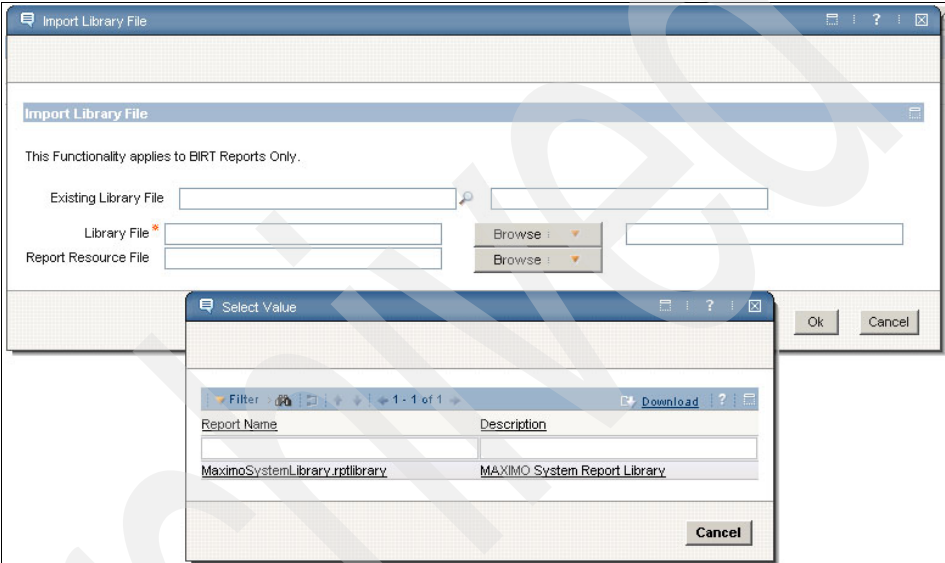 Import Library File
?
Import Library File
This Functionality applies to BIRT Reports Only.
Existing Library File
Library File*
Browse
Report Resource File
Browse
Select Value
?
Ok
Cancel
Filter
1 - 1 of 1
Download
?
Report Name
Description
MaximoSystemLibrary.rptlibrary
MAXIMO System Report Library
Cancel